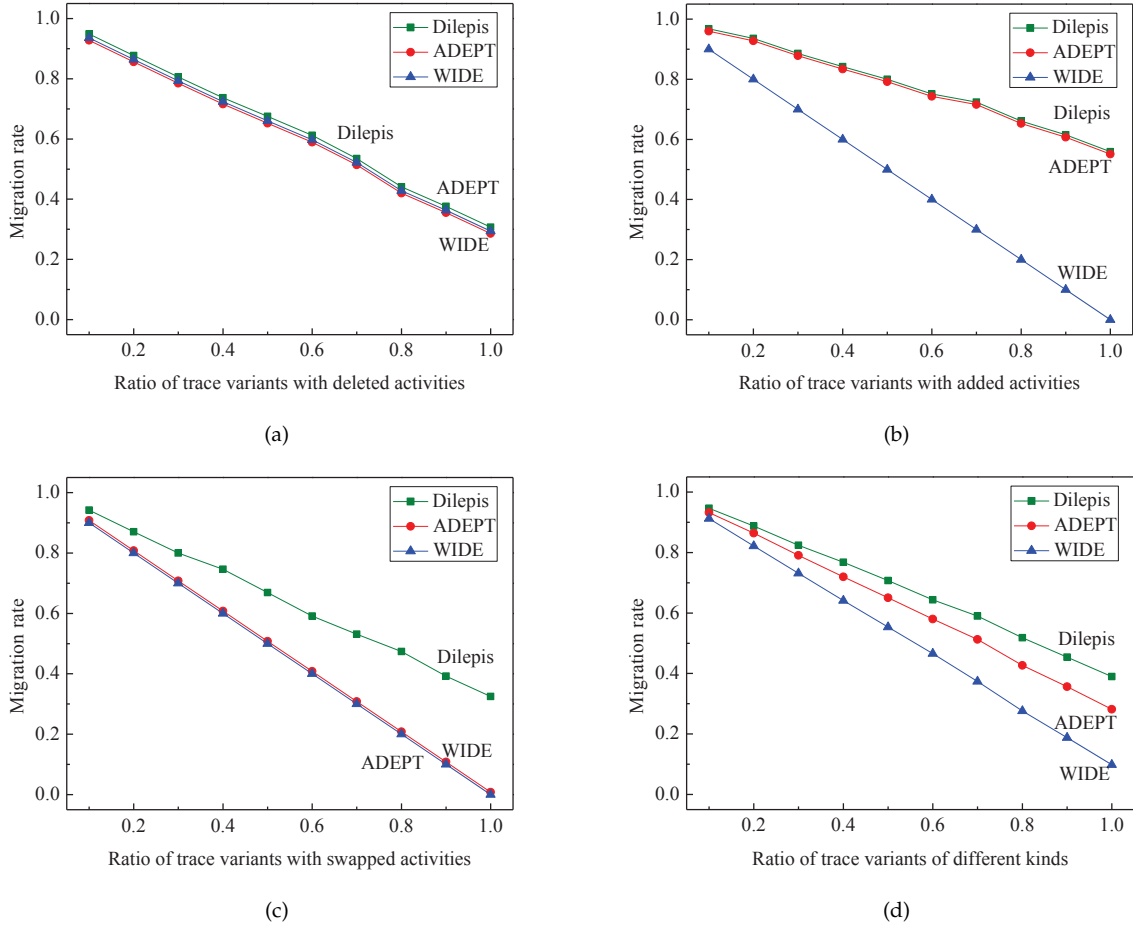 1.0
0.8
0.6
0.4
0.2
0.0
Migration rate
Dilepis
ADEPT
WIDE
Dilepis
ADEPT
WIDE
0.2 0.4 0.6 0.8 1.0
Ratio of trace variants with deleted activities
(a)
1.0
0.8
0.6
0.4
0.2
0.0
Migration rate
Dilepis
ADEPT
WIDE
Dilepis
ADEPT
WIDE
0.2 0.4 0.6 0.8 1.0
Ratio of trace variants with added activities
(b)
1.0
0.8
0.6
0.4
0.2
0.0
Migration rate
Dilepis
ADEPT
WIDE
Dilepis
WIDE
ADEPT
0.2 0.4 0.6 0.8 1.0
Ratio of trace variants with swapped activities
(c)
1.0
0.8
0.6
0.4
0.2
0.0
Migration rate
Dilepis
ADEPT
WIDE
Dilepis
ADEPT
WIDE
0.2 0.4 0.6 0.8 1.0
Ratio of trace variants of different kinds
(d)